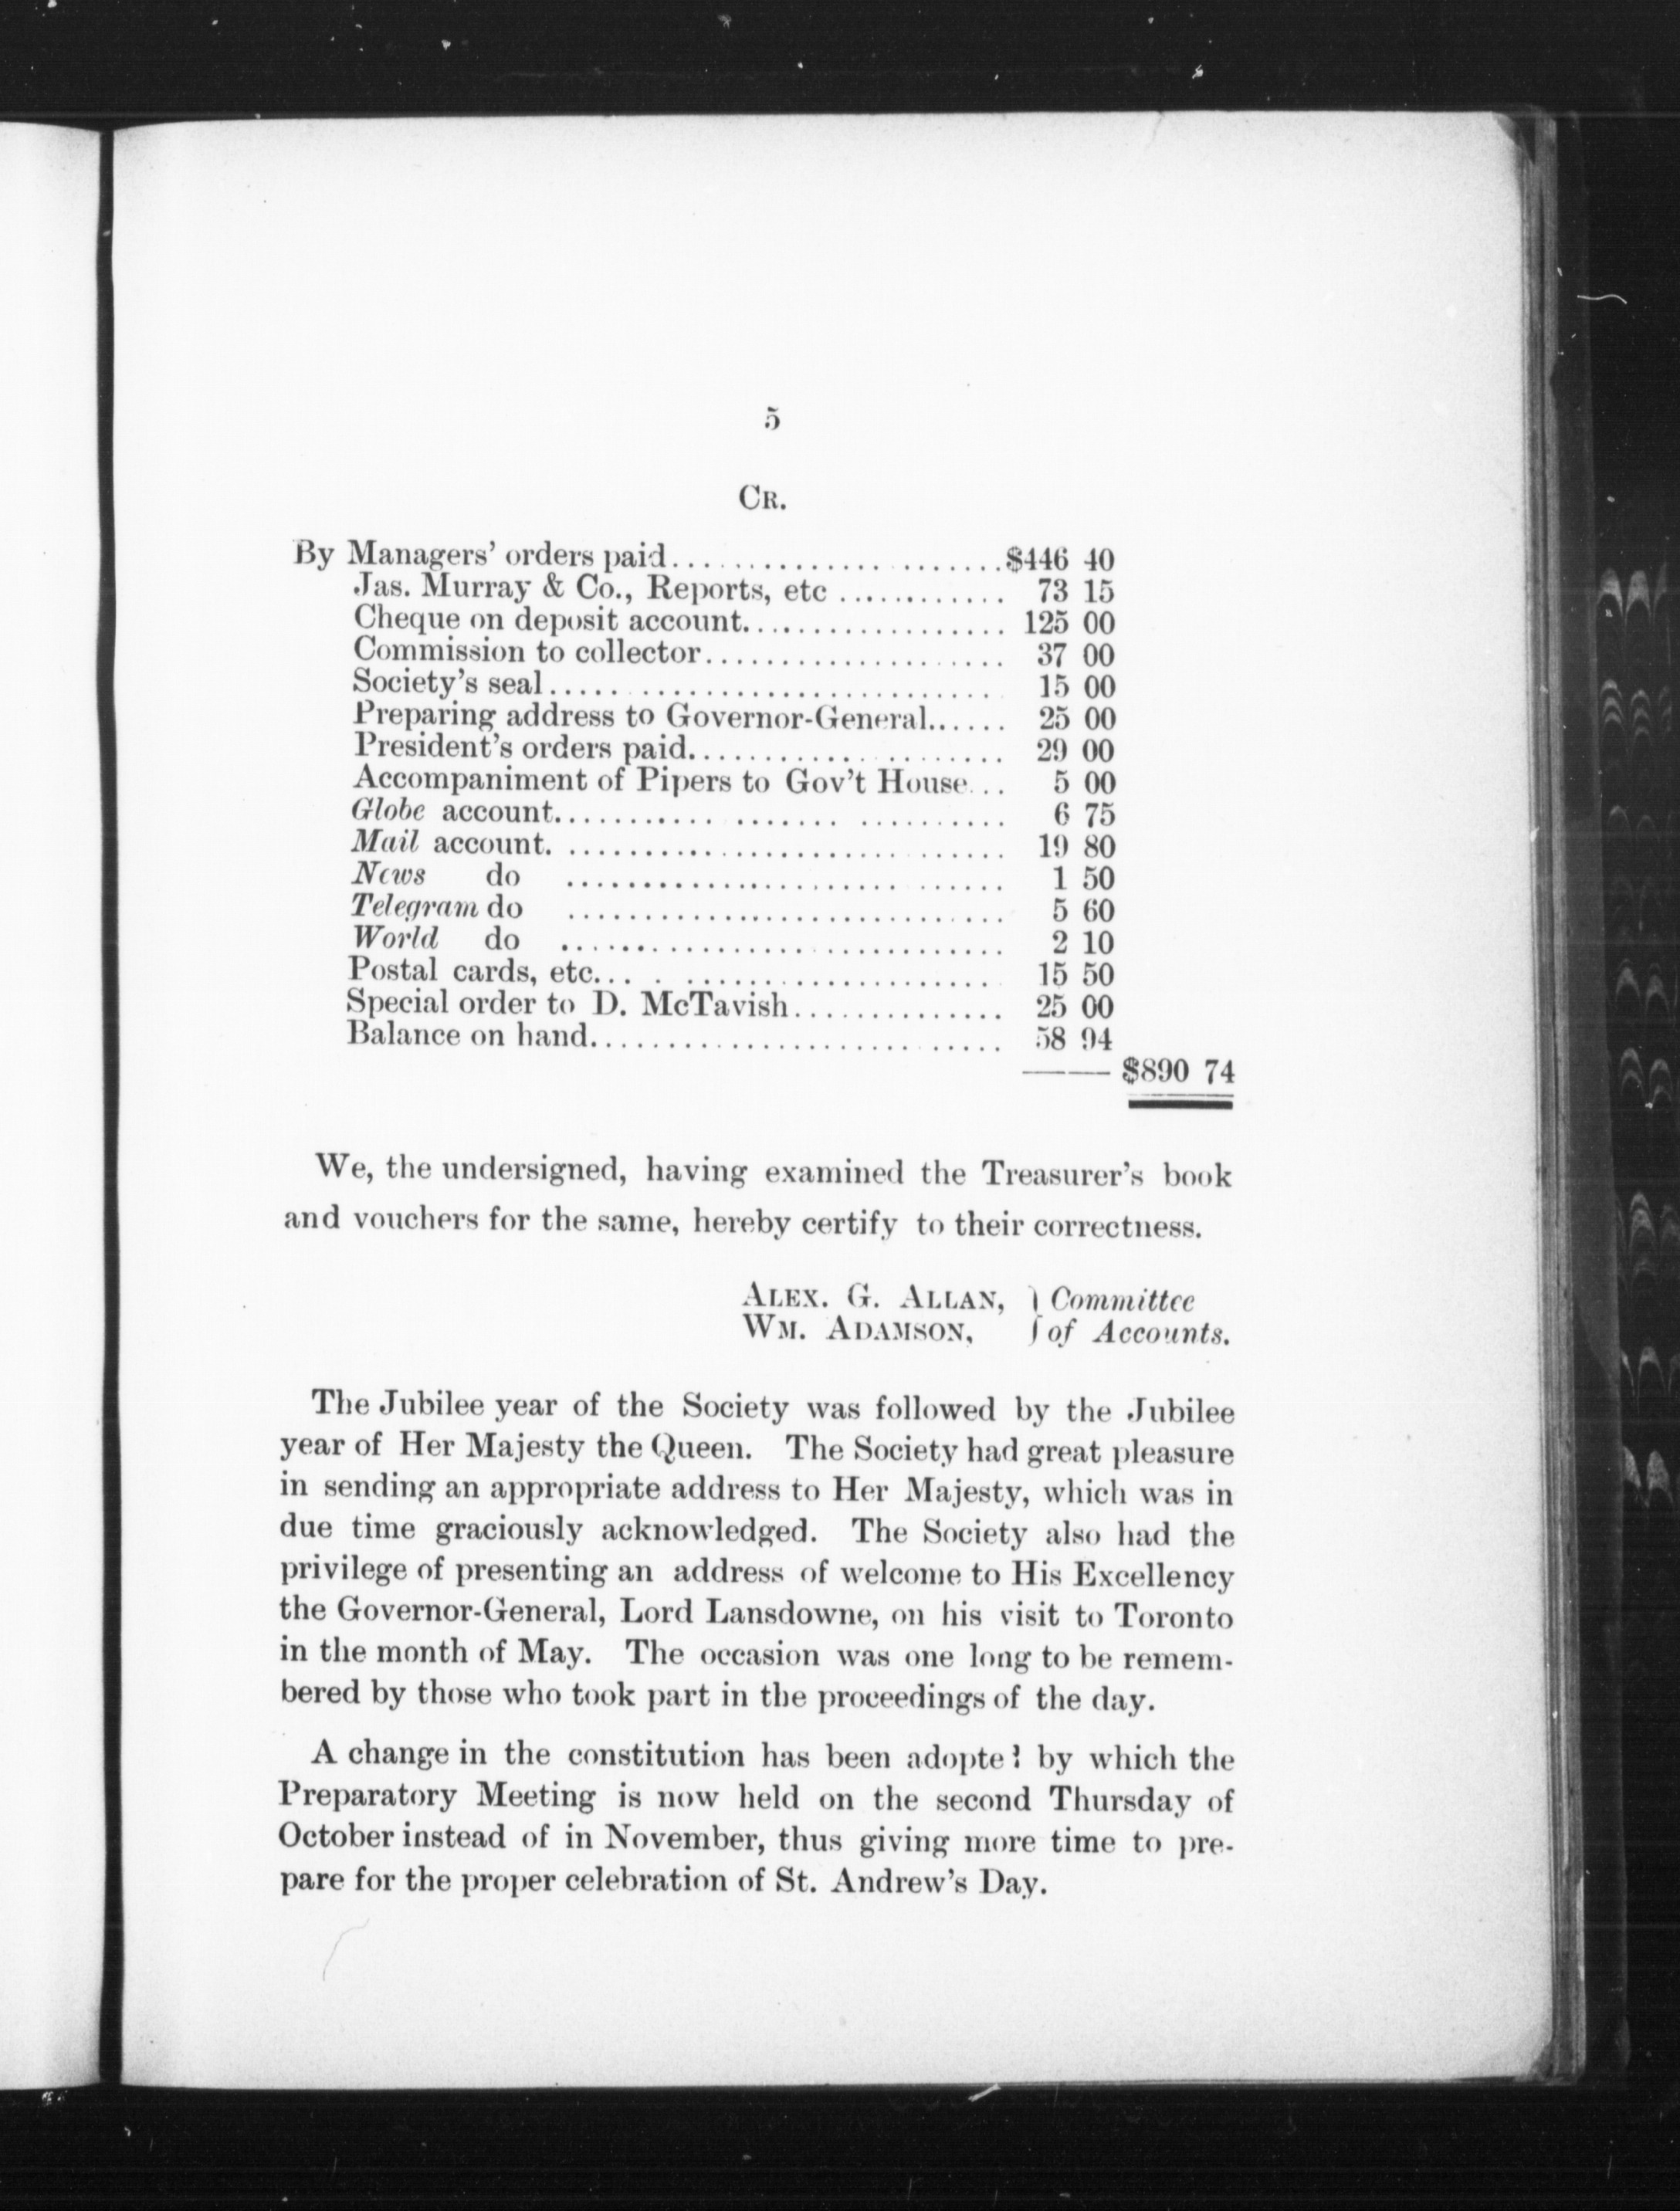 5
CR.
By Managers' orders paid........................$446 40
Jas. Murray & Co., Reports, etc ............ 73 15
Cheque on deposit account.................. 125 00
Commission to collector..................... 37 00
Society's seal............................... 15 00
Preparing address to Governor-General...... 25 00
President's orders paid...................... 29 00
Accompaniment of Pipers to Gov't House... 5 00
Globe account............................... 6 75
Mail account. .............................. 19 80
News do .............................. 1 50
Telegram do .............................. 5 60
World do .............................. 2 10
Postal cards, etc............................ 15 50
Special order to D. McTavish............... 25 00
Balance on hand............................ 58 94
—— $890 74
We, the undersigned, having examined the Treasurer's book
and vouchers for the same, hereby certify to their correctness.
ALEX. G. ALLAN, } Committee
WM. ADAMSON, } of Accounts.
The Jubilee year of the Society was followed by the Jubilee
year of Her Majesty the Queen. The Society had great pleasure
in sending an appropriate address to Her Majesty, which was in
due time graciously acknowledged. The Society also had the
privilege of presenting an address of welcome to His Excellency
the Governor-General, Lord Lansdowne, on his visit to Toronto
in the month of May. The occasion was one long to be remem-
bered by those who took part in the proceedings of the day.
A change in the constitution has been adopted by which the
Preparatory Meeting is now held on the second Thursday of
October instead of in November, thus giving more time to pre-
pare for the proper celebration of St. Andrew's Day.